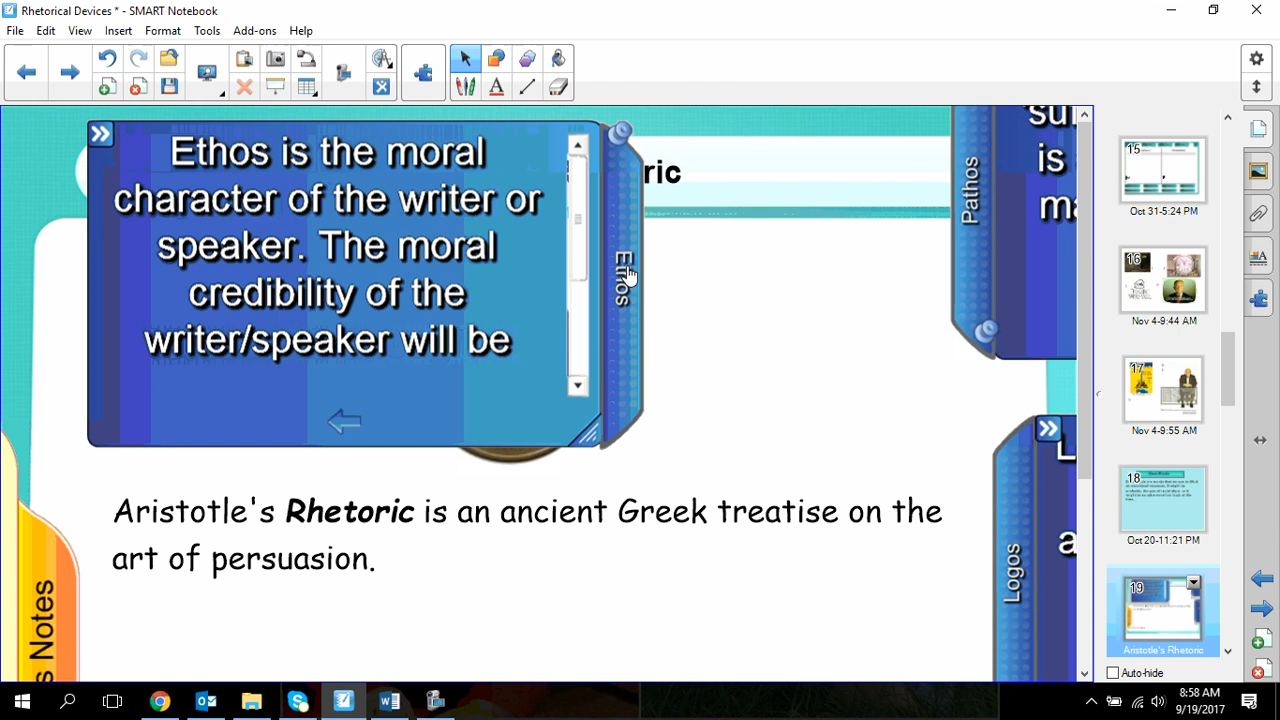 Rhetorical Devices * - SMART Notebook
File Edit View Insert Format Tools Add-ons Help
Ethos is the moral
character of the writer or
speaker. The moral
credibility of the
writer/speaker will be
Ethos
ric
Pathos
su
is
ma
Logos
Aristotle's Rhetoric is an ancient Greek treatise on the
art of persuasion.
s Notes
15
Oct 31-5:24 PM
16
Nov 4-9:44 AM
17
Nov 4-9:55 AM
18
Oct 20-11:21 PM
19
Aristotle's Rhetoric
Auto-hide
8:58 AM
9/19/2017